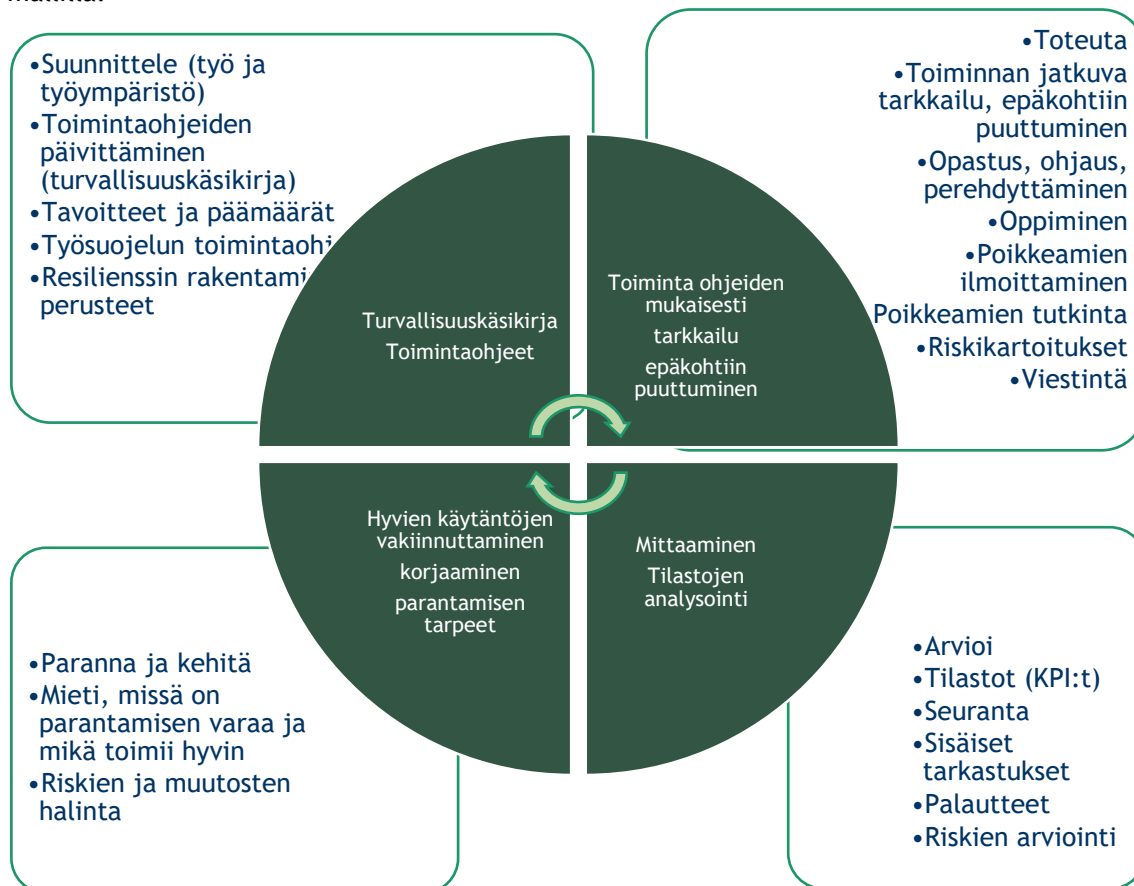 •Suunnittele (työ ja
työympäristö)
•Toimintaohjeiden
päivittäminen
(turvallisuuskäsikirja)
•Tavoitteet ja päämäärät
•Työsuojelun toimintaohj
•Resilienssin rakentami
perusteet
•Toteuta
•Toiminnan jatkuva
tarkkailu, epäkohtiin
puuttuminen
•Opastus, ohjaus,
perehdyttäminen
•Oppiminen
•Poikkeamien
ilmoittaminen
Poikkeamien tutkinta
•Riskikartoitukset
•Viestintä
Turvallisuuskäsikirja
Toimintaohjeet
Toiminta ohjeiden
mukaisesti
tarkkailu
epäkohtiin
puuttuminen
Hyvien käytäntöjen
vakiinnuttaminen
korjaaminen
parantamisen
tarpeet
Mittaaminen
Tilastojen
analysointi
•Paranna ja kehitä
•Mieti, missä on
parantamisen varaa ja
mikä toimii hyvin
•Riskien ja muutosten
halinta
•Arvioi
•Tilastot (KPI:t)
•Seuranta
•Sisäiset
tarkastukset
•Palautteet
•Riskien arviointi